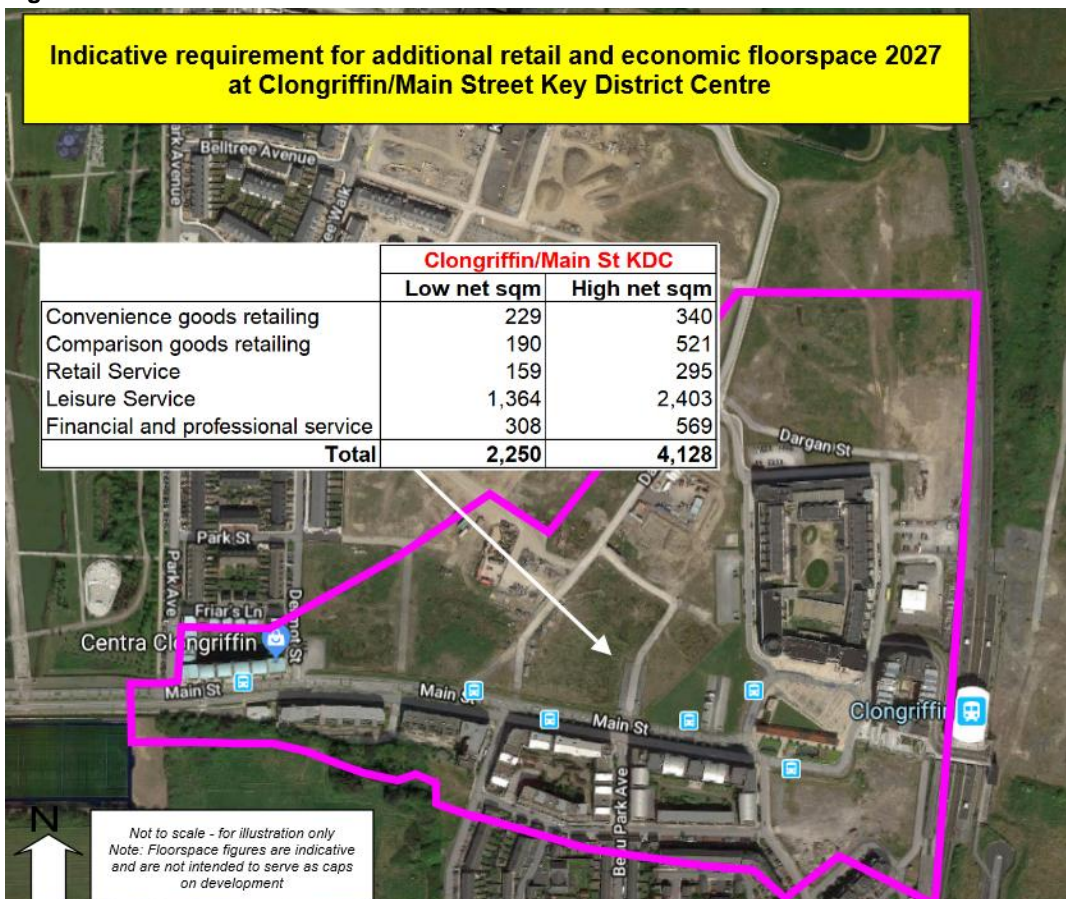 Indicative requirement for additional retail and economic floorspace 2027
at Clongriffin/Main Street Key District Centre
Belltree Avenue
Clongriffin/Main St KDC
Low net sqm High net sqm
Convenience goods retailing 229 340
Comparison goods retailing 190 521
Retail Service 159 295
Leisure Service 1,364 2,403
Financial and professional service 308 569
Total 2,250 4,128
Dargan St
Park St
Park Ave
Friar's Ln
Centra Clongriffin
Main St
Main St
Main St
Clongriffin
Beau Park Ave
N
Not to scale - for illustration only
Note: Floorspace figures are indicative
and are not intended to serve as caps
on development